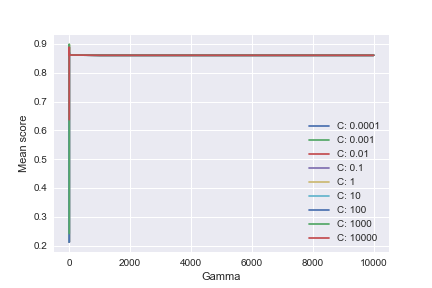 0.9
0.8
0.7
0.6
0.5
0.4
0.3
0.2
Mean score
C: 0.0001
C: 0.001
C: 0.01
C: 0.1
C: 1
C: 10
C: 100
C: 1000
C: 10000
0 2000 4000 6000 8000 10000
Gamma